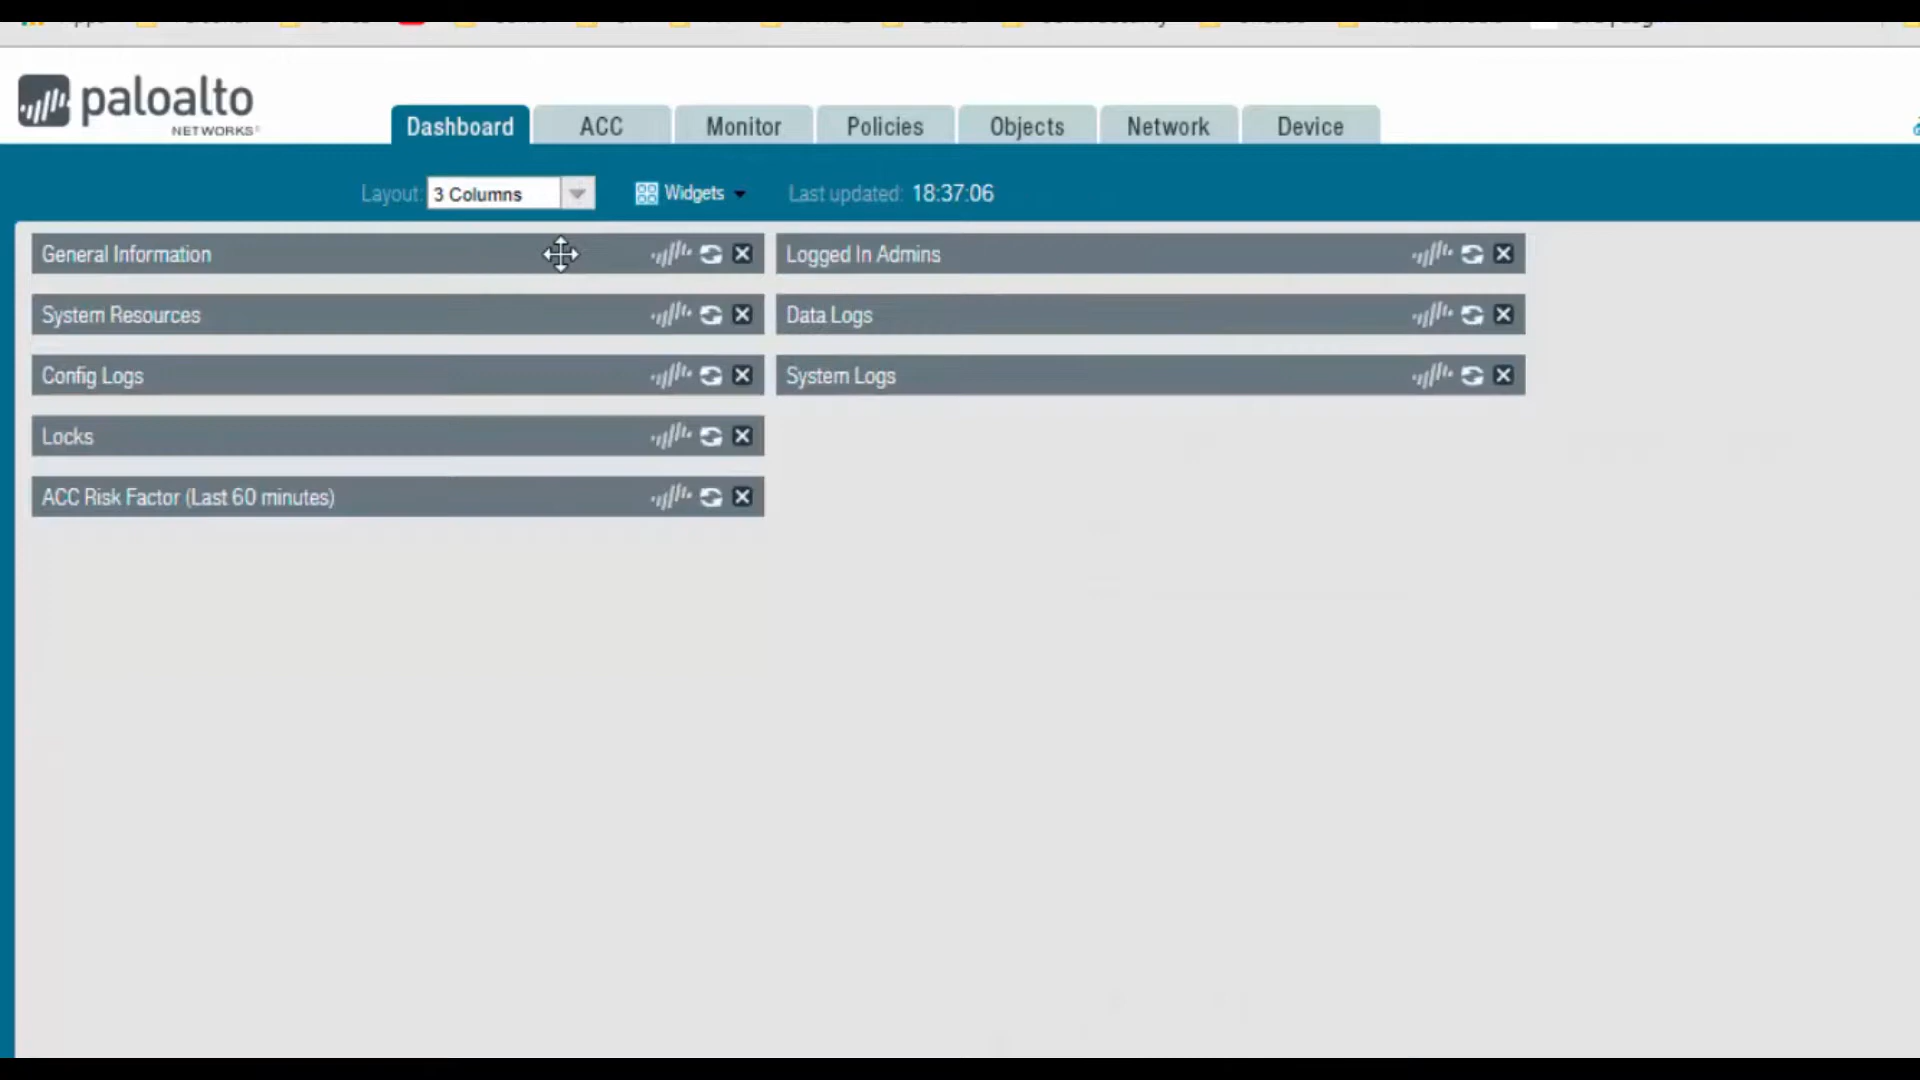 paloalto
NETWORKS®
Dashboard
ACC
Monitor
Policies
Objects
Network
Device
Layout: 3 Columns
Widgets
Last updated: 18:37:06
General Information
Logged In Admins
System Resources
Data Logs
Config Logs
System Logs
Locks
ACC Risk Factor (Last 60 minutes)